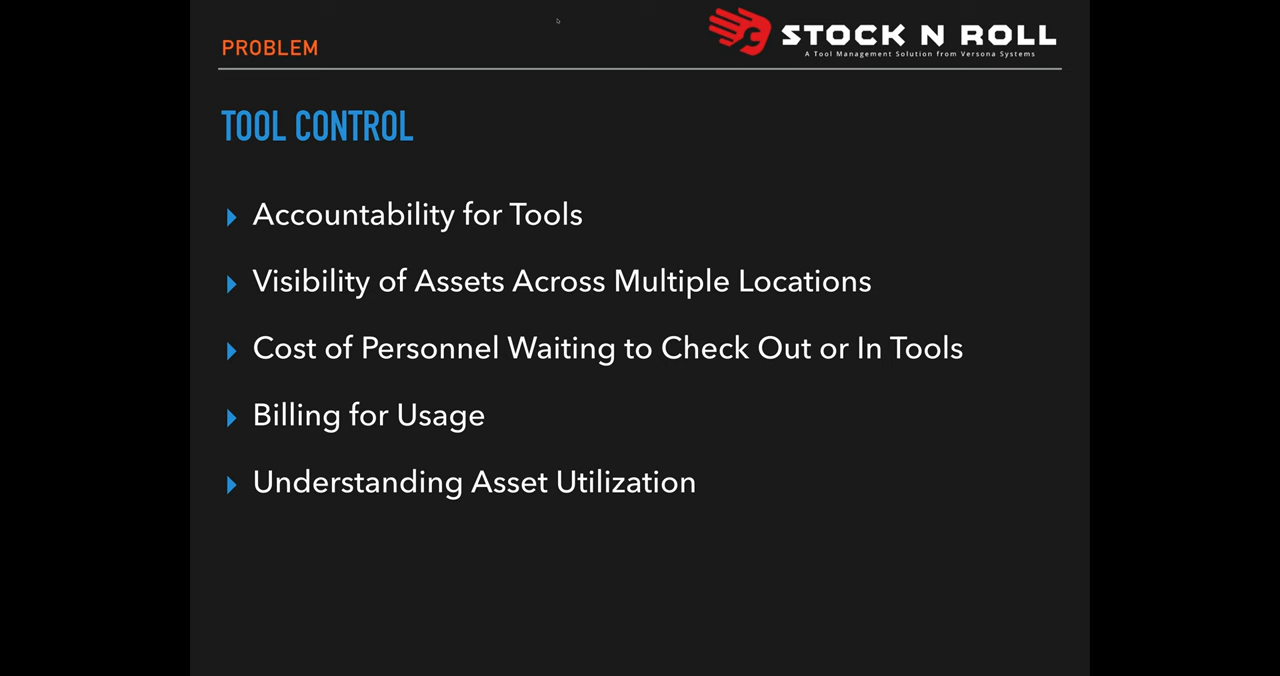 PROBLEM
STOCK N ROLL
A Tool Management Solution from Versona Systems
TOOL CONTROL
Accountability for Tools
Visibility of Assets Across Multiple Locations
Cost of Personnel Waiting to Check Out or In Tools
Billing for Usage
Understanding Asset Utilization